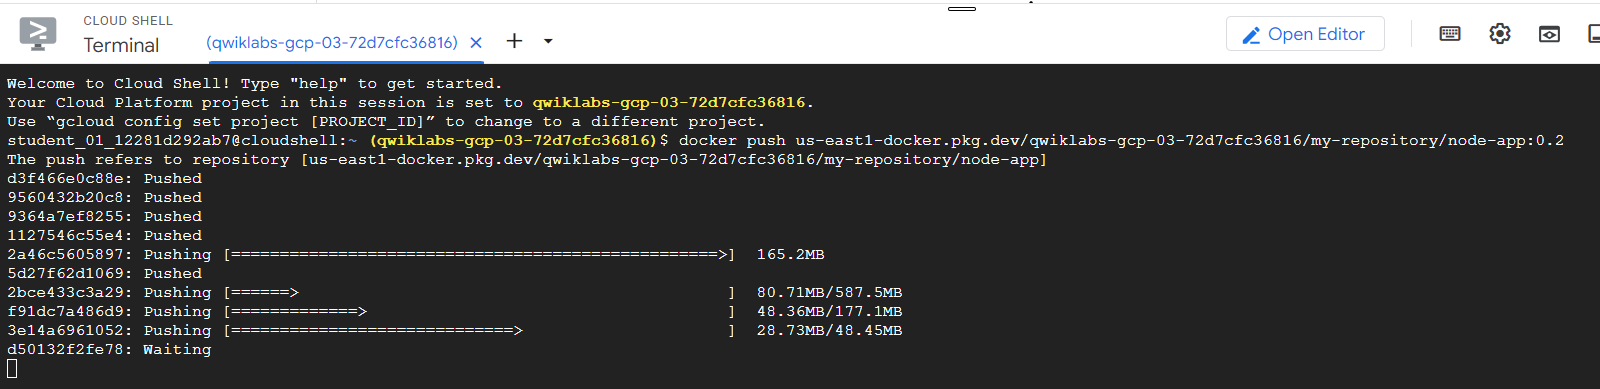 CLOUD SHELL
Terminal
(qwiklabs-gcp-03-72d7cfc36816)
Open Editor
Welcome to Cloud Shell! Type "help" to get started.
Your Cloud Platform project in this session is set to qwiklabs-gcp-03-72d7cfc36816.
Use “gcloud config set project [PROJECT_ID]” to change to a different project.
student_01_12281d292ab7@cloudshell:~ (qwiklabs-gcp-03-72d7cfc36816)$ docker push us-east1-docker.pkg.dev/qwiklabs-gcp-03-72d7cfc36816/my-repository/node-app:0.2
The push refers to repository [us-east1-docker.pkg.dev/qwiklabs-gcp-03-72d7cfc36816/my-repository/node-app]
d3f466e0c88e: Pushed
9560432b20c8: Pushed
9364a7ef8255: Pushed
1127546c55e4: Pushed
2a46c5605897: Pushing [==================================================>]  165.2MB
5d27f62d1069: Pushed
2bce433c3a29: Pushing [======>                                            ]  80.71MB/587.5MB
f91dc7a486d9: Pushing [=============>                                     ]  48.36MB/177.1MB
3e14a6961052: Pushing [=============================>                     ]  28.73MB/48.45MB
d50132f2fe78: Waiting